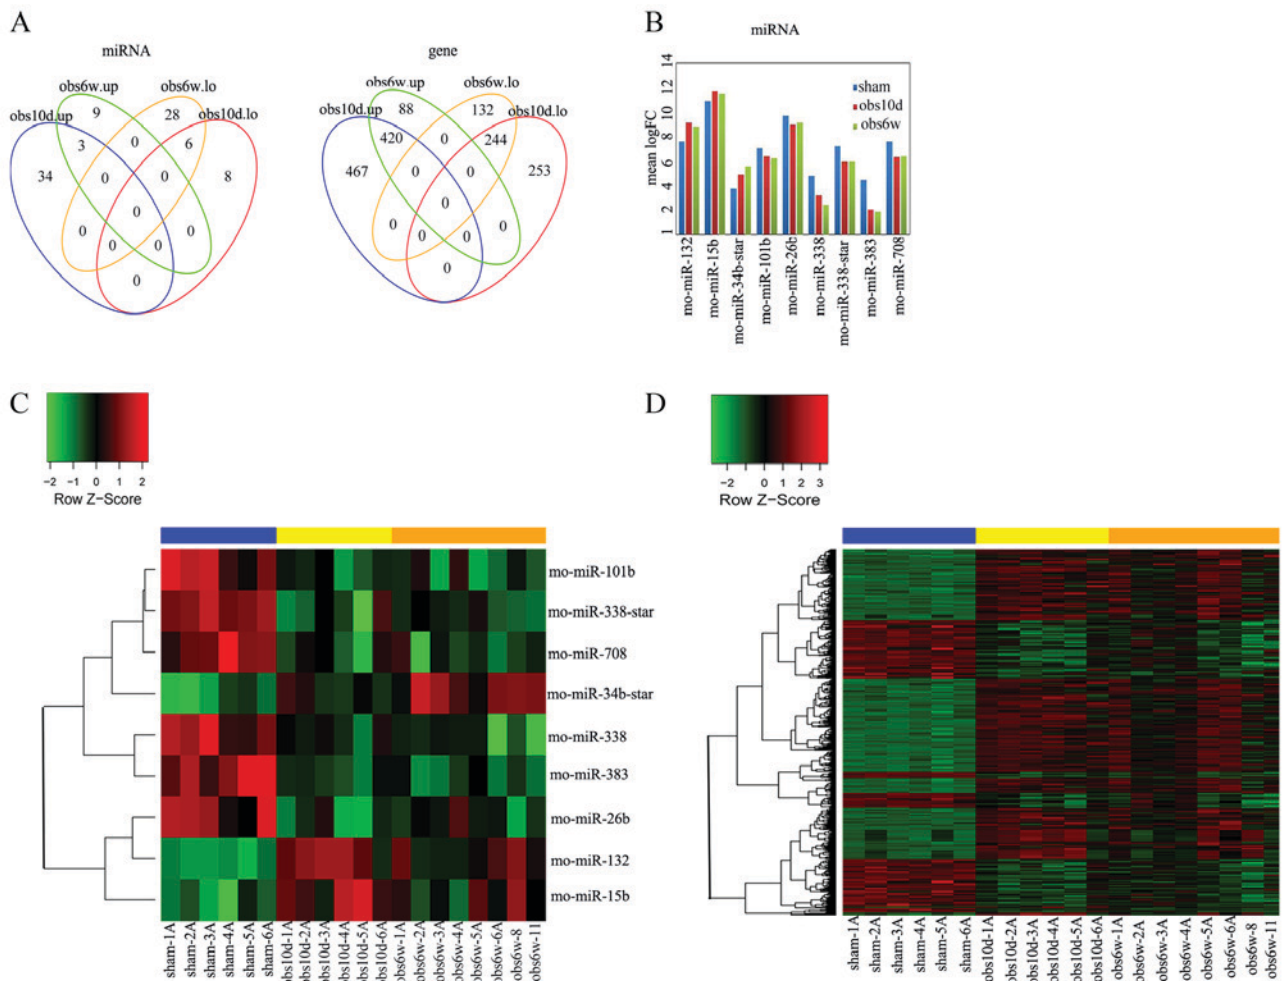 A
miRNA
obs6w.up
obs6w.lo
obs10d.up
obs10d.lo
9
28
3
0
6
34
0
0
8
0
0
0
0
0
0
gene
obs6w.up
obs6w.lo
obs10d.up
obs10d.lo
88
132
420
0
244
467
0
0
253
0
0
0
0
0
0
B
miRNA
mean logFC
14
12
10
8
6
4
2
1
sham
obs10d
obs6w
mo-miR-132
mo-miR-15b
mo-miR-34b-star
mo-miR-101b
mo-miR-26b
mo-miR-338
mo-miR-338-star
mo-miR-383
mo-miR-708
C
−2 −1 0 1 2
Row Z−Score
mo-miR-101b
mo-miR-338-star
mo-miR-708
mo-miR-34b-star
mo-miR-338
mo-miR-383
mo-miR-26b
mo-miR-132
mo-miR-15b
sham-1A
sham-2A
sham-3A
sham-4A
sham-5A
sham-6A
obs10d-1A
obs10d-2A
obs10d-3A
obs10d-4A
obs10d-5A
obs10d-6A
obs6w-1A
obs6w-2A
obs6w-3A
obs6w-4A
obs6w-5A
obs6w-6A
obs6w-8
obs6w-11
D
−2 0 1 2 3
Row Z−Score
sham-1A
sham-2A
sham-3A
sham-4A
sham-5A
sham-6A
obs10d-1A
obs10d-2A
obs10d-3A
obs10d-4A
obs10d-5A
obs10d-6A
obs6w-1A
obs6w-2A
obs6w-3A
obs6w-4A
obs6w-5A
obs6w-6A
obs6w-8
obs6w-11